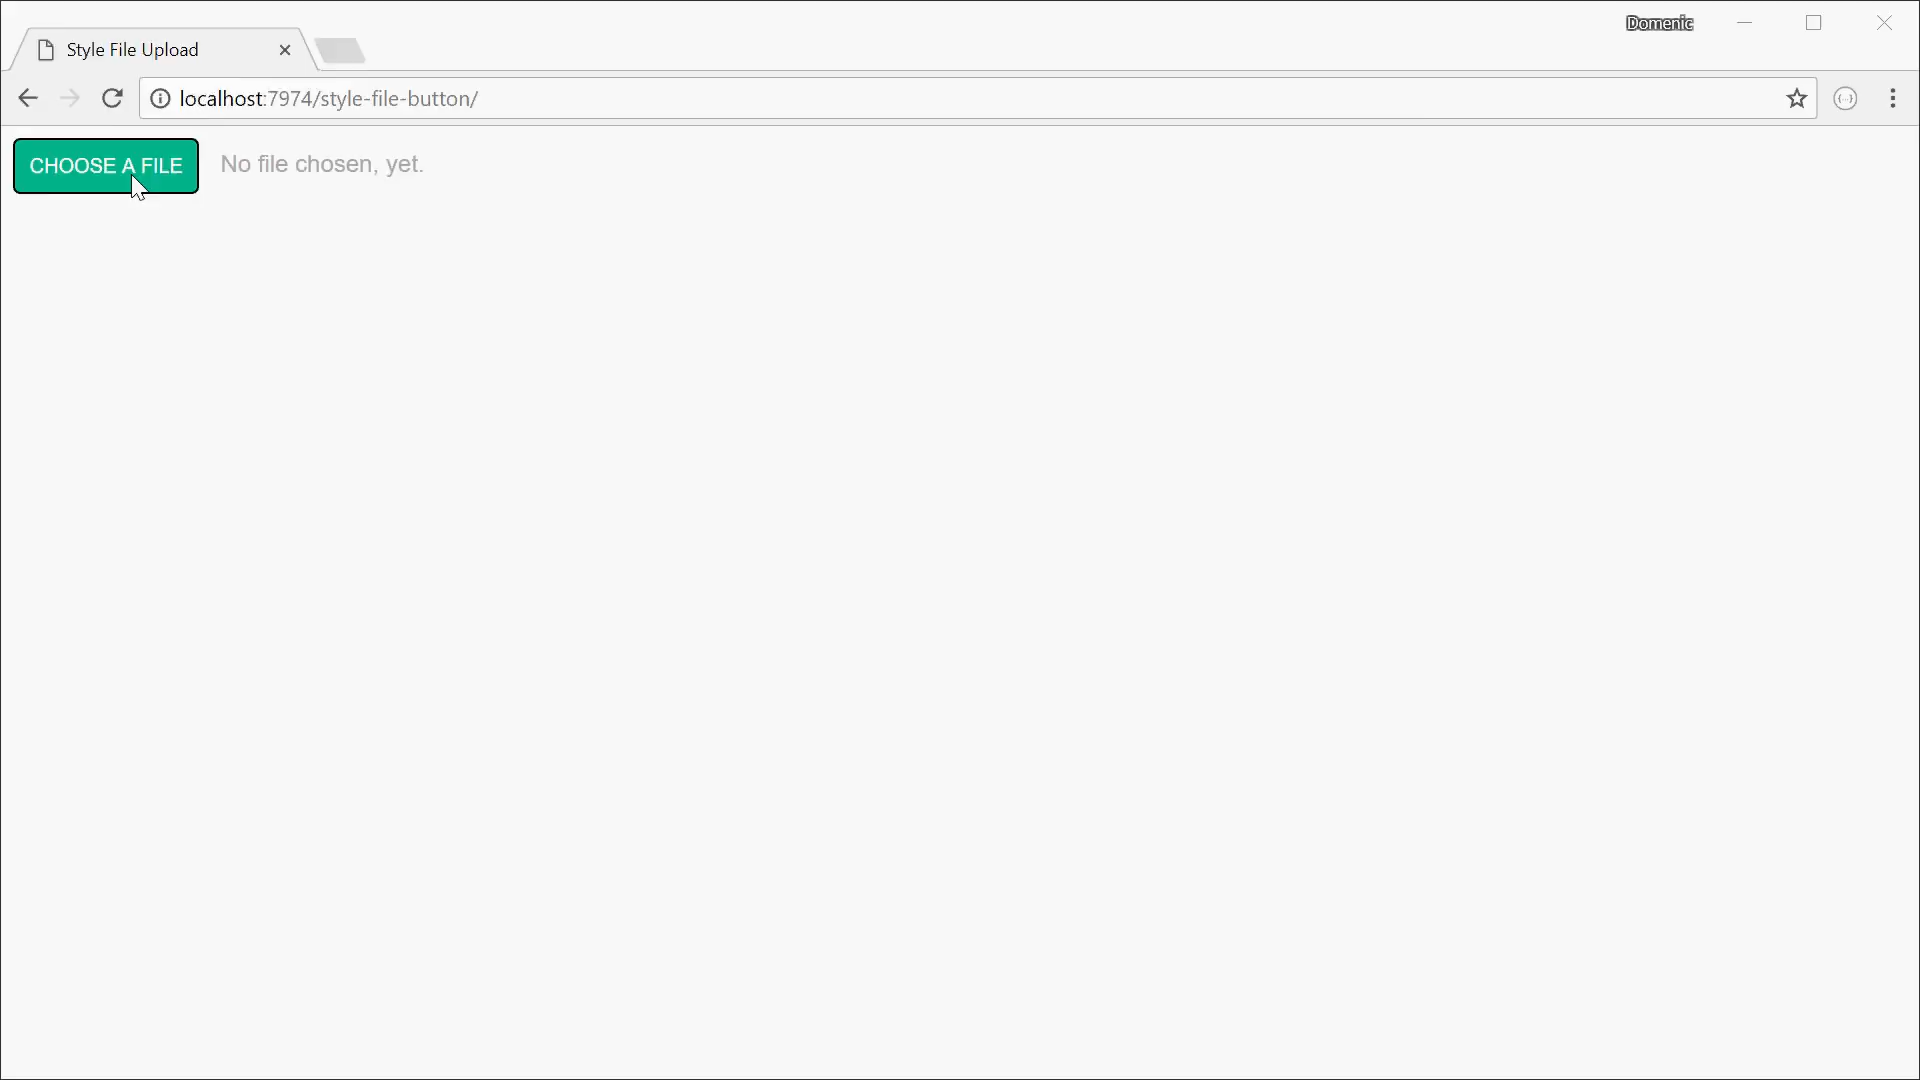 Domenic
Style File Upload
localhost:7974/style-file-button/
CHOOSE A FILE
No file chosen, yet.